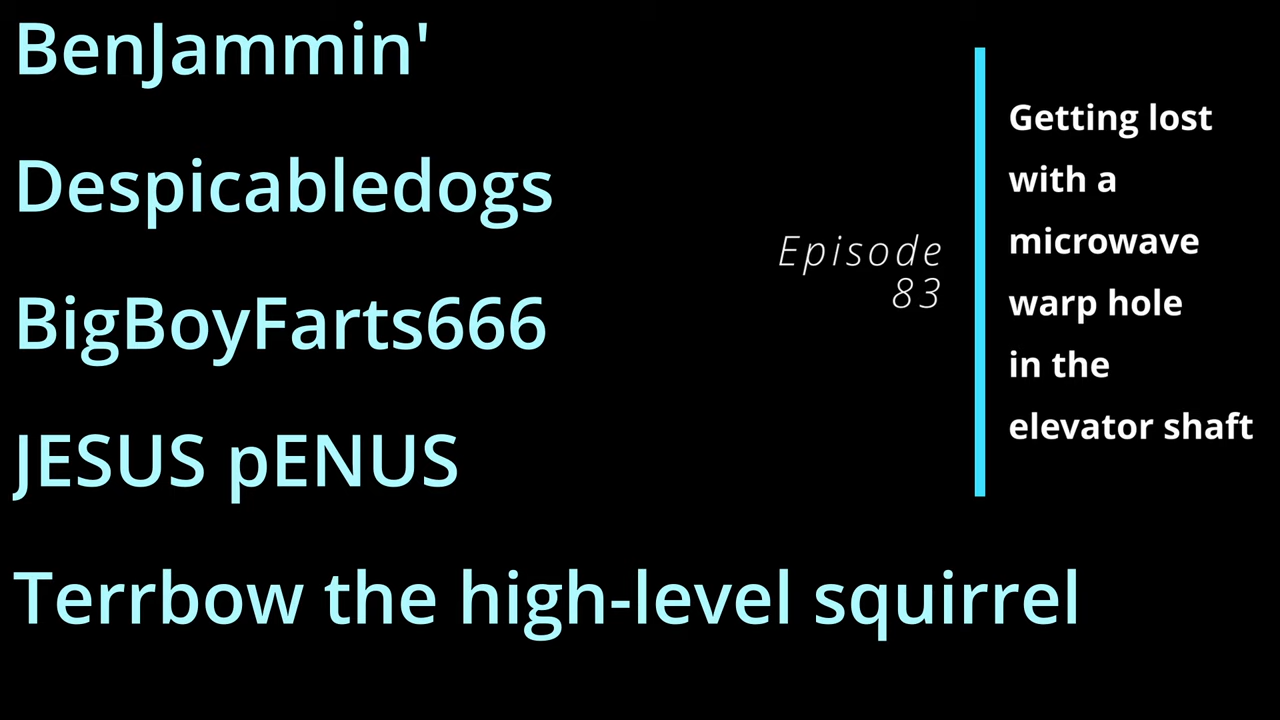 BenJammin'
Despicabledogs
BigBoyFarts666
JESUS pENUS
Terrbow the high-level squirrel
Episode
83
Getting lost
with a
microwave
warp hole
in the
elevator shaft